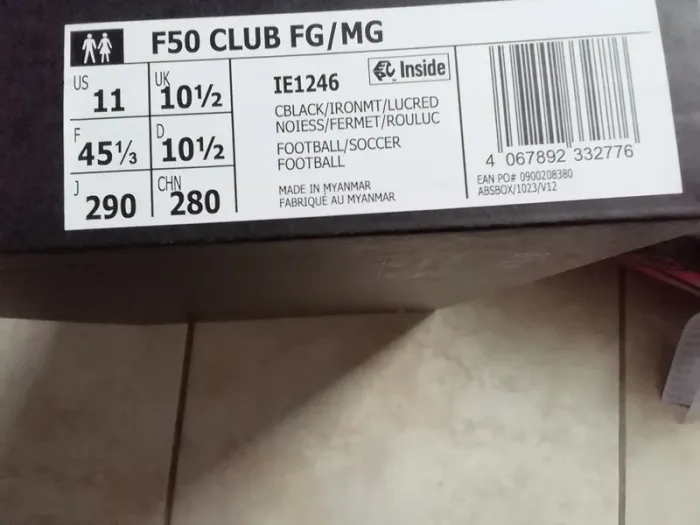 F50 CLUB FG/MG
US 11
UK 10½
F 45⅓
D 10½
J 290
CHN 280
IE1246
Inside
CBLACK/IRONMT/LUCRED
NOIESS/FERMET/ROULUC
FOOTBALL/SOCCER
FOOTBALL
MADE IN MYANMAR
FABRIQUÉ AU MYANMAR
4 067892 332776
EAN PO# 0900208380
ABSBOX/1023/V12